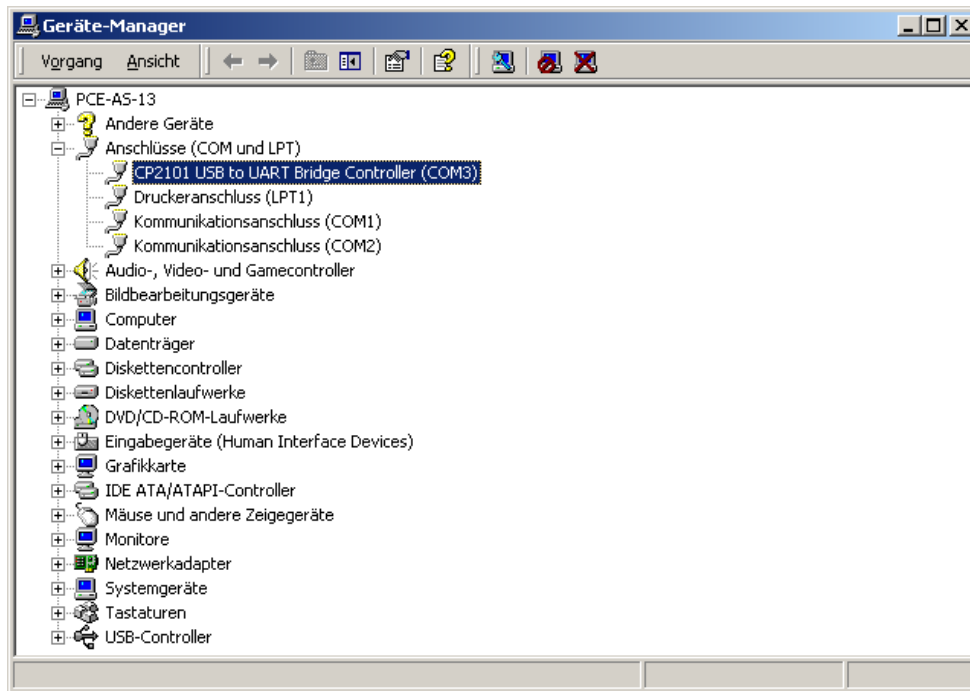 Geräte-Manager
Vorgang Ansicht
PCE-AS-13
Andere Geräte
Anschlüsse (COM und LPT)
CP2101 USB to UART Bridge Controller (COM3)
Druckeranschluss (LPT1)
Kommunikationsanschluss (COM1)
Kommunikationsanschluss (COM2)
Audio-, Video- und Gamecontroller
Bildbearbeitungsgeräte
Computer
Datenträger
Diskettencontroller
Diskettenlaufwerke
DVD/CD-ROM-Laufwerke
Eingabegeräte (Human Interface Devices)
Grafikkarte
IDE ATA/ATAPI-Controller
Mäuse und andere Zeigegeräte
Monitore
Netzwerkadapter
Systemgeräte
Tastaturen
USB-Controller